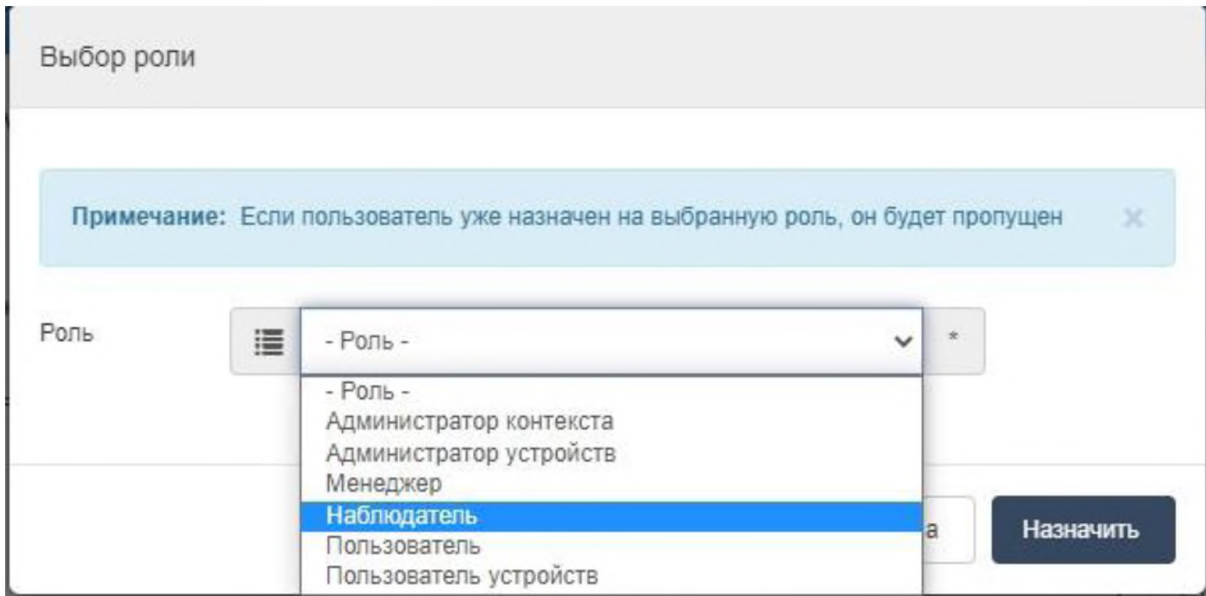 Выбор роли
Примечание: Если пользователь уже назначен на выбранную роль, он будет пропущен ×
Роль - Роль - *
- Роль -
Администратор контекста
Администратор устройств
Менеджер
Наблюдатель
Пользователь
Пользователь устройств
Назначить